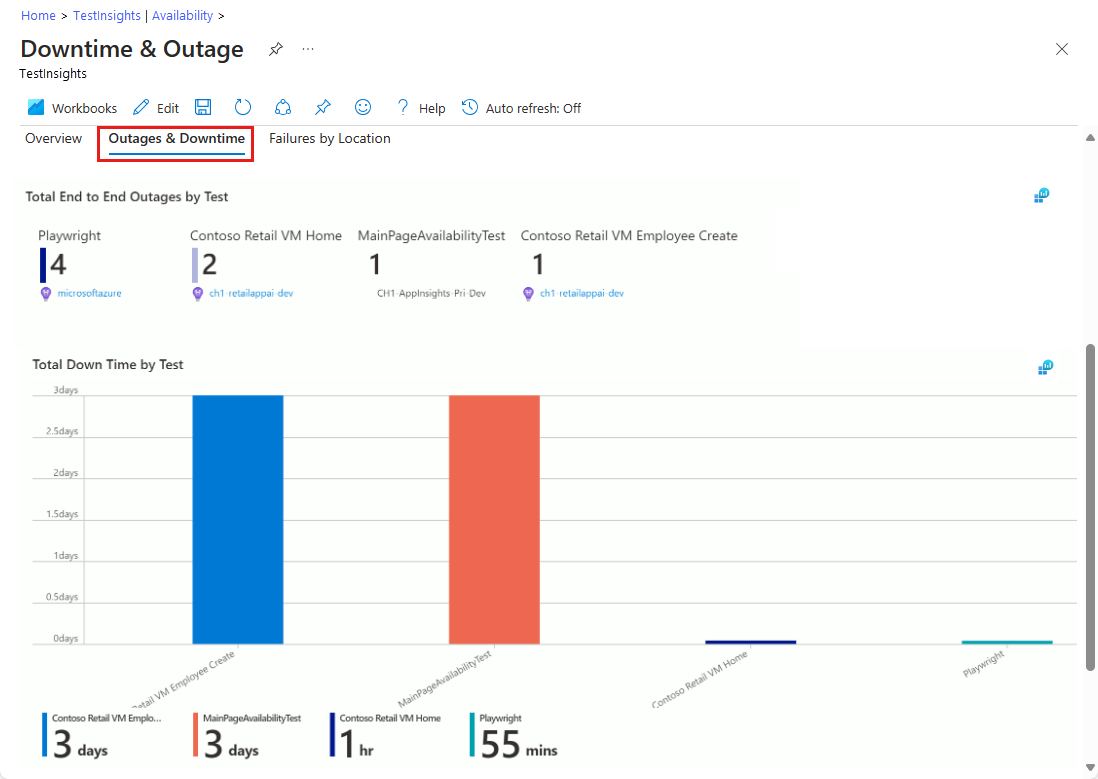 Home > TestInsights | Availability >
Downtime & Outage ...
TestInsights
Workbooks Edit ? Help Auto refresh: Off
Overview Outages & Downtime Failures by Location
Total End to End Outages by Test
Playwright Contoso Retail VM Home MainPageAvailabilityTest Contoso Retail VM Employee Create
4 2 1 1
microsoftazure ch1-retailappai-dev CH1-AppInsights-Pri-Dev ch1-retailappai-dev
Total Down Time by Test
3days
2.5days
2days
1.5days
1days
0.5days
0days
etail VM Employee Create MainPageAvailabilityTest Contoso Retail VM Home Playwright
Contoso Retail VM Emplo... MainPageAvailabilityTest Contoso Retail VM Home Playwright
3 days 3 days 1 hr 55 mins